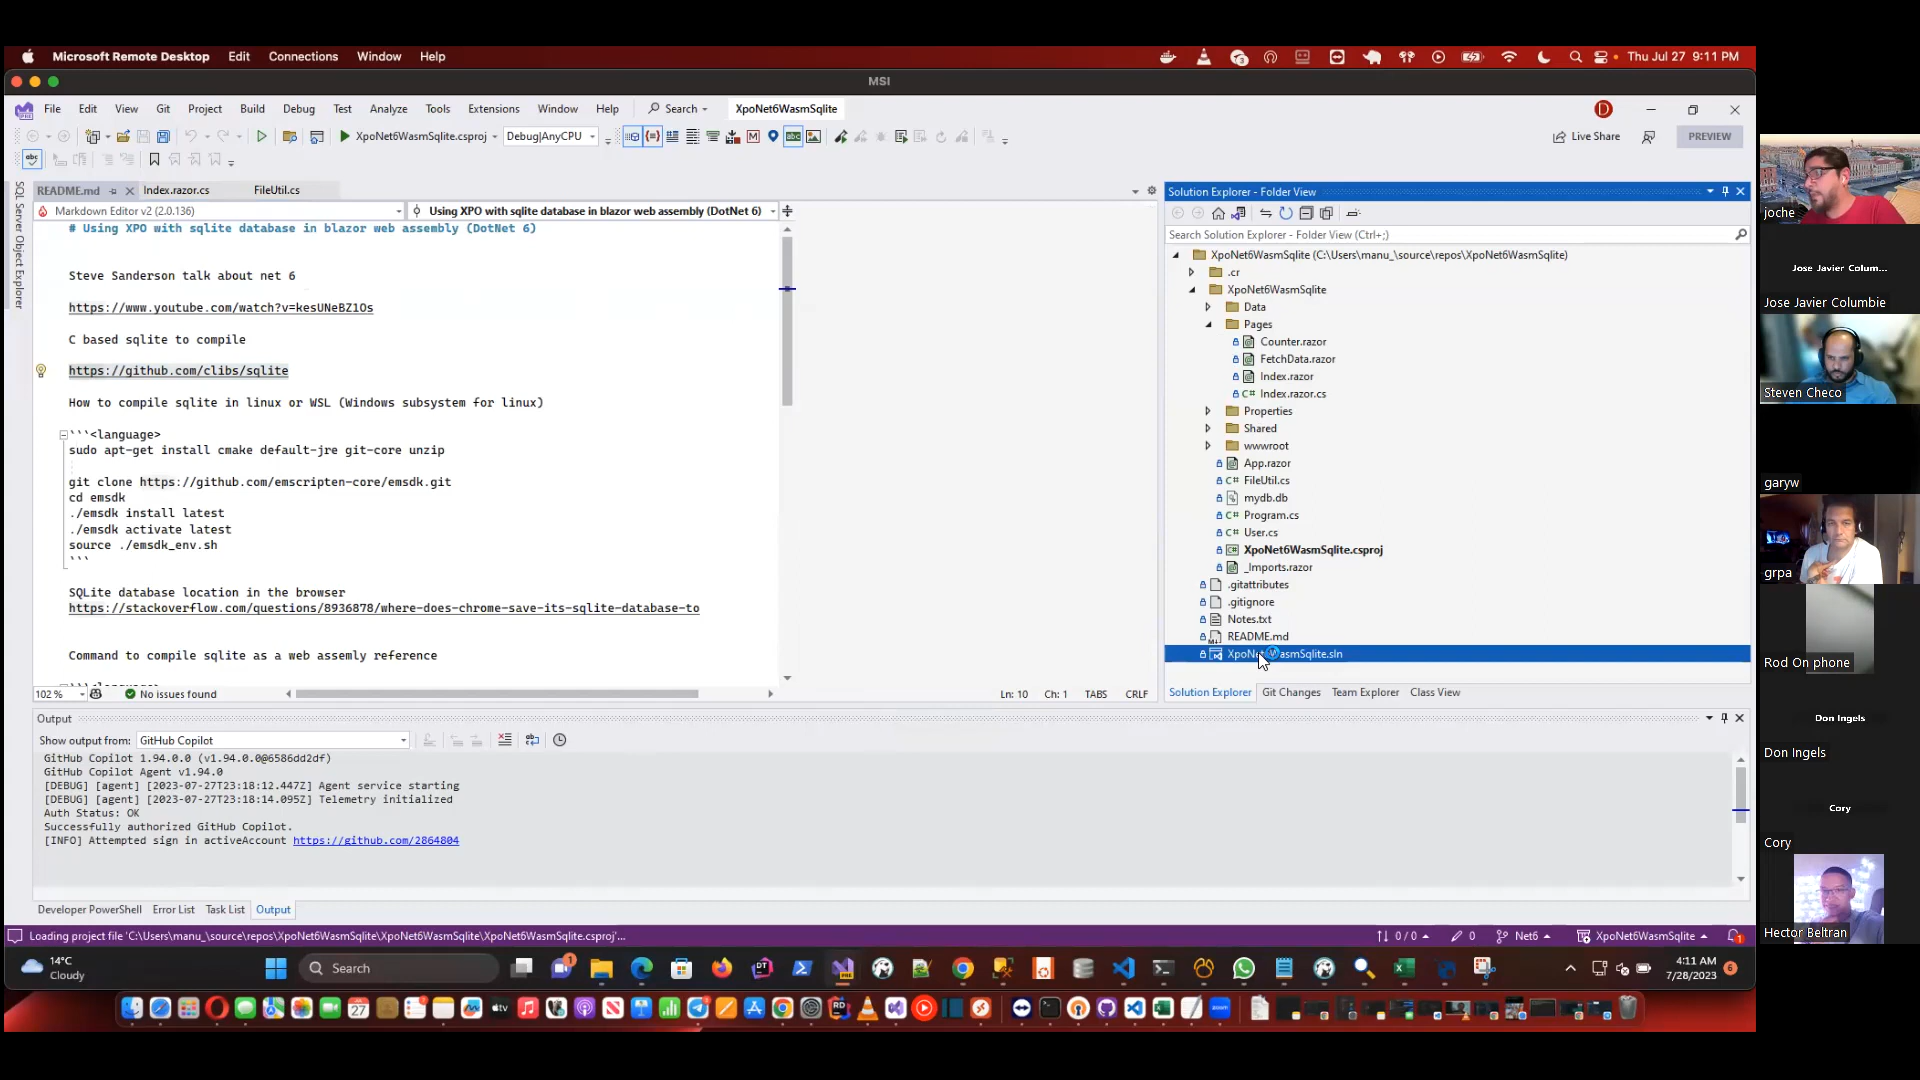 Microsoft Remote Desktop Edit Connections Window Help
Thu Jul 27 9:11 PM
MSI
File Edit View Git Project Build Debug Test Analyze Tools Extensions Window Help Search XpoNet6WasmSqlite
XpoNet6WasmSqlite.csproj Debug|AnyCPU Live Share PREVIEW
SQL Server Object Explorer
README.md Index.razor.cs FileUtil.cs
Markdown Editor v2 (2.0.136) Using XPO with sqlite database in blazor web assembly (DotNet 6)
# Using XPO with sqlite database in blazor web assembly (DotNet 6)
Steve Sanderson talk about net 6
https://www.youtube.com/watch?v=kesUNeBZ1Os
C based sqlite to compile
https://github.com/clibs/sqlite
How to compile sqlite in linux or WSL (Windows subsystem for linux)
```<language>
sudo apt-get install cmake default-jre git-core unzip
git clone https://github.com/emscripten-core/emsdk.git
cd emsdk
./emsdk install latest
./emsdk activate latest
source ./emsdk_env.sh
```
SQLite database location in the browser
https://stackoverflow.com/questions/8936878/where-does-chrome-save-its-sqlite-database-to
Command to compile sqlite as a web assemly reference
102 % No issues found Ln: 10 Ch: 1 TABS CRLF
Solution Explorer - Folder View
Search Solution Explorer - Folder View (Ctrl+;)
XpoNet6WasmSqlite (C:\Users\manu_\source\repos\XpoNet6WasmSqlite)
.cr
XpoNet6WasmSqlite
Data
Pages
Counter.razor
FetchData.razor
Index.razor
C# Index.razor.cs
Properties
Shared
wwwroot
App.razor
C# FileUtil.cs
mydb.db
C# Program.cs
C# User.cs
XpoNet6WasmSqlite.csproj
_Imports.razor
.gitattributes
.gitignore
Notes.txt
README.md
Solution Explorer Git Changes Team Explorer Class View
Output
Show output from: GitHub Copilot
GitHub Copilot 1.94.0.0 (v1.94.0.0@6586dd2df)
GitHub Copilot Agent v1.94.0
[DEBUG] [agent] [2023-07-27T23:18:12.447Z] Agent service starting
[DEBUG] [agent] [2023-07-27T23:18:14.095Z] Telemetry initialized
Auth Status: OK
Successfully authorized GitHub Copilot.
[INFO] Attempted sign in activeAccount https://github.com/2864804
Developer PowerShell Error List Task List Output
Loading project file 'C:\Users\manu_\source\repos\XpoNet6WasmSqlite\XpoNet6WasmSqlite\XpoNet6WasmSqlite.csproj'...
0 / 0 0 Net6 XpoNet6WasmSqlite 1
14°C
Cloudy
Search
4:11 AM
7/28/2023
6
joche
Jose Javier Colum...
Jose Javier Columbie
Steven Checo
garyw
grpa
Rod On phone
Don Ingels
Don Ingels
Cory
Cory
Hector Beltran